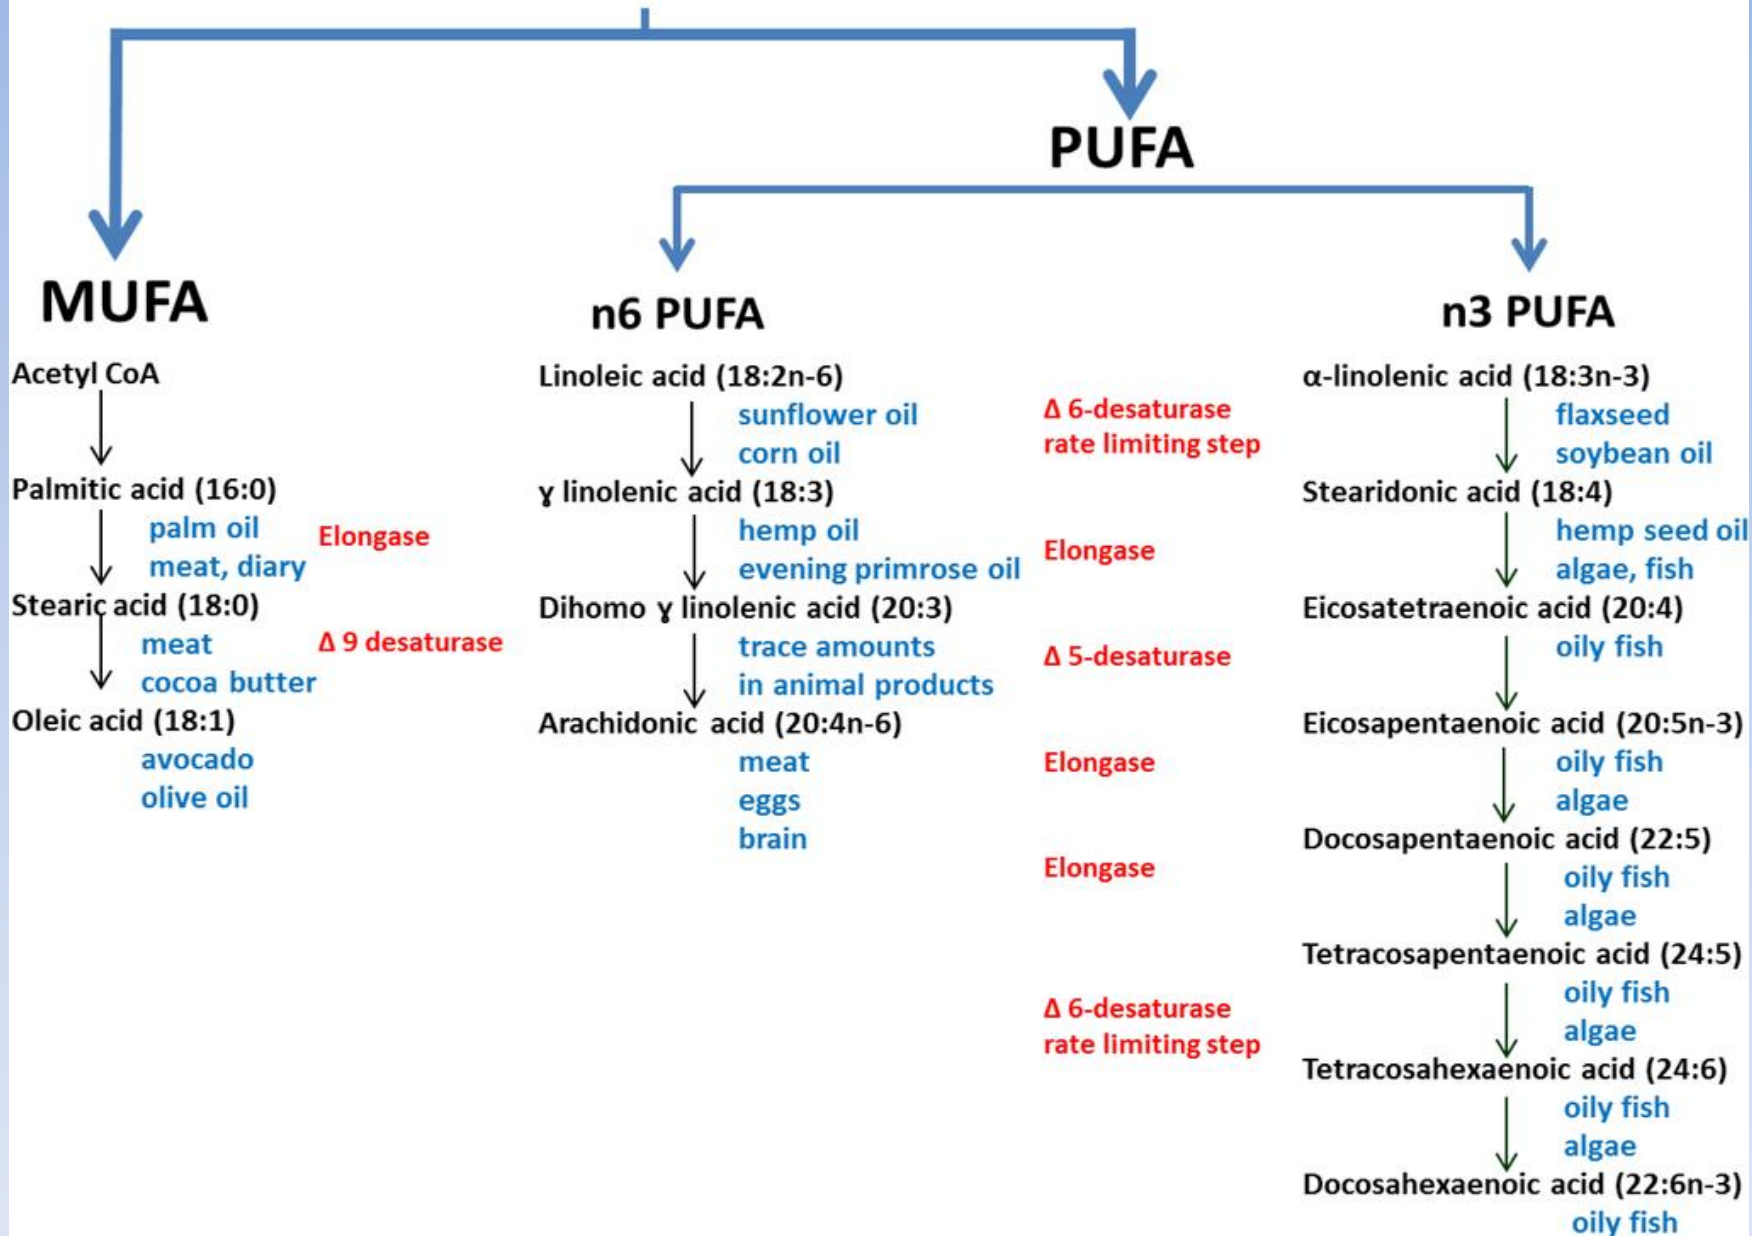 PUFA
MUFA
Acetyl CoA
Palmitic acid (16:0)
palm oil
meat, diary
Elongase
Stearic acid (18:0)
meat
cocoa butter
Δ 9 desaturase
Oleic acid (18:1)
avocado
olive oil
n6 PUFA
Linoleic acid (18:2n-6)
sunflower oil
corn oil
ɣ linolenic acid (18:3)
hemp oil
evening primrose oil
Dihomo ɣ linolenic acid (20:3)
trace amounts
in animal products
Arachidonic acid (20:4n-6)
meat
eggs
brain
Δ 6-desaturase
rate limiting step
Elongase
Δ 5-desaturase
Elongase
Elongase
Δ 6-desaturase
rate limiting step
n3 PUFA
α-linolenic acid (18:3n-3)
flaxseed
soybean oil
Stearidonic acid (18:4)
hemp seed oil
algae, fish
Eicosatetraenoic acid (20:4)
oily fish
Eicosapentaenoic acid (20:5n-3)
oily fish
algae
Docosapentaenoic acid (22:5)
oily fish
algae
Tetracosapentaenoic acid (24:5)
oily fish
algae
Tetracosahexaenoic acid (24:6)
oily fish
algae
Docosahexaenoic acid (22:6n-3)
oily fish